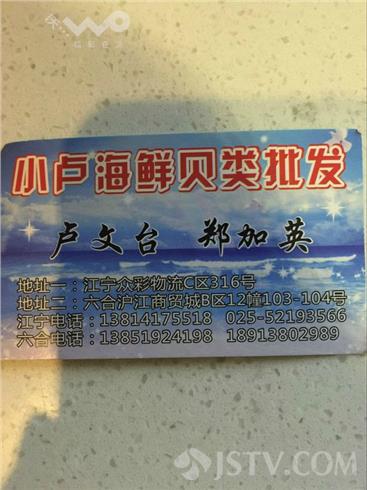 小卢海鲜贝类批发
卢文台 郑加英
地址一：江宁众彩物流C区316号
地址二：六合沪江商贸城B区12幢103-104号
江宁电话：13814175518 025-52193566
六合电话：13851924198 18913802989
JSTV.COM